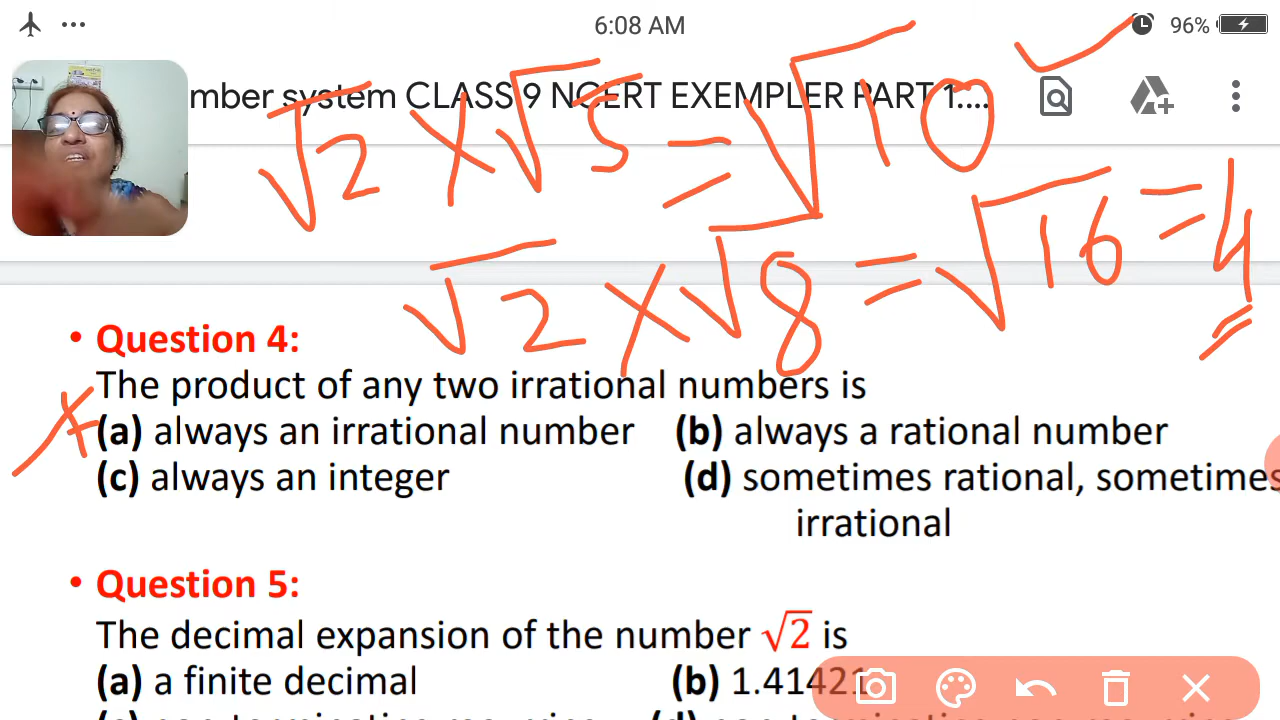 6:08 AM
96%
mber system CLASS 9 NCERT EXEMPLER PART 1....
√2 × √5 = √10
√2 × √8 = √16 = 4
• Question 4:
The product of any two irrational numbers is
(a) always an irrational number (b) always a rational number
(c) always an integer (d) sometimes rational, sometimes
irrational
• Question 5:
The decimal expansion of the number √2 is
(a) a finite decimal (b) 1.41421